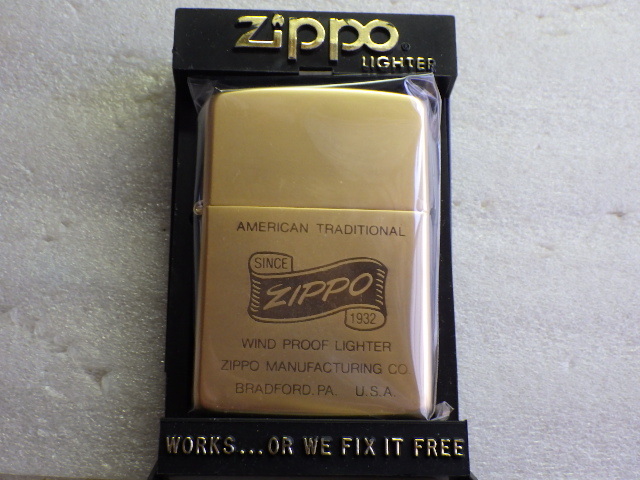 Zippo
LIGHTER
AMERICAN TRADITIONAL
SINCE
ZIPPO
1932
WIND PROOF LIGHTER
ZIPPO MANUFACTURING CO.
BRADFORD, PA. U.S.A.
WORKS...OR WE FIX IT FREE